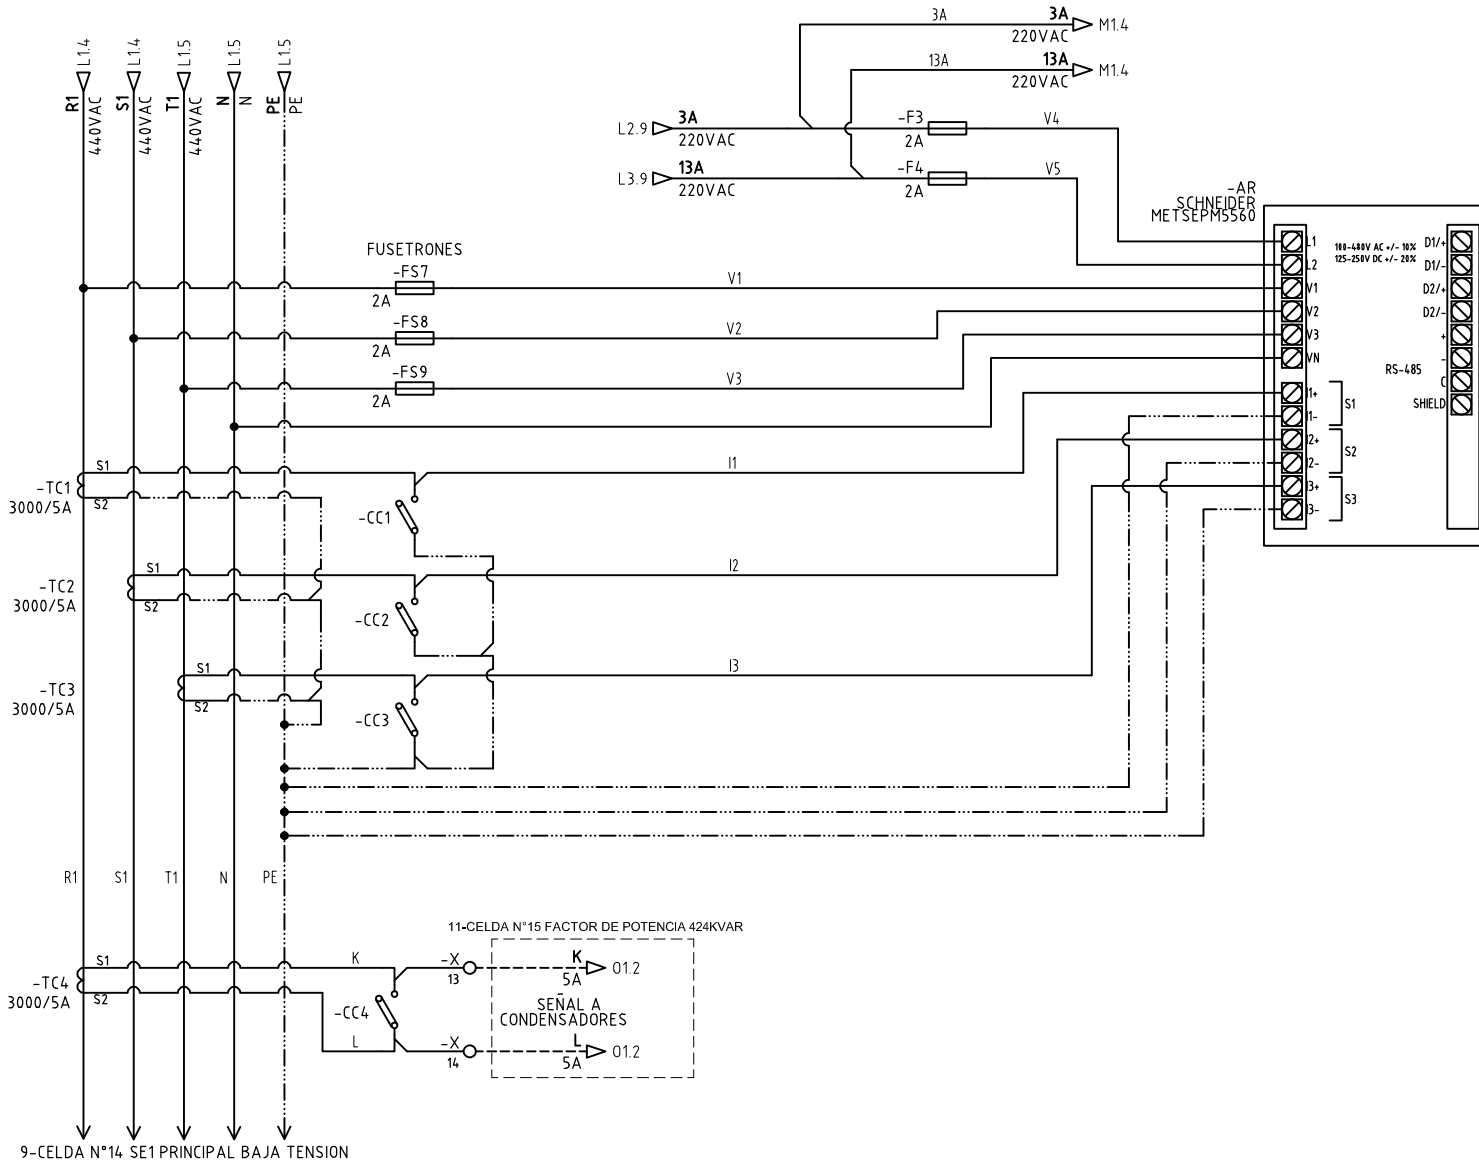 3A
3A
220VAC
M1.4
13A
13A
220VAC
M1.4
L1.4
L1.4
L1.5
L1.5
L1.5
R1
440VAC
S1
440VAC
T1
440VAC
N
N
PE
PE
L2.9
3A
220VAC
-F3
2A
V4
L3.9
13A
220VAC
-F4
2A
V5
-AR
SCHNEIDER
METSEPM5560
L1
100-480V AC +/- 10%
D1/+
L2
125-250V DC +/- 20%
D1/-
V1
D2/+
V2
D2/-
V3
+
VN
-
RS-485
C
I1+
S1
SHIELD
I1-
I2+
S2
I2-
I3+
S3
I3-
FUSETRONES
-FS7
2A
V1
-FS8
2A
V2
-FS9
2A
V3
S1
I1
-TC1
3000/5A
S2
-CC1
S1
I2
-TC2
3000/5A
S2
-CC2
S1
I3
-TC3
3000/5A
S2
-CC3
R1
S1
T1
N
PE
11-CELDA N°15 FACTOR DE POTENCIA 424KVAR
S1
K
-X
13
K
5A
01.2
-TC4
3000/5A
S2
-CC4
SEÑAL A
CONDENSADORES
L
-X
14
L
5A
01.2
9-CELDA N°14 SE1 PRINCIPAL BAJA TENSION